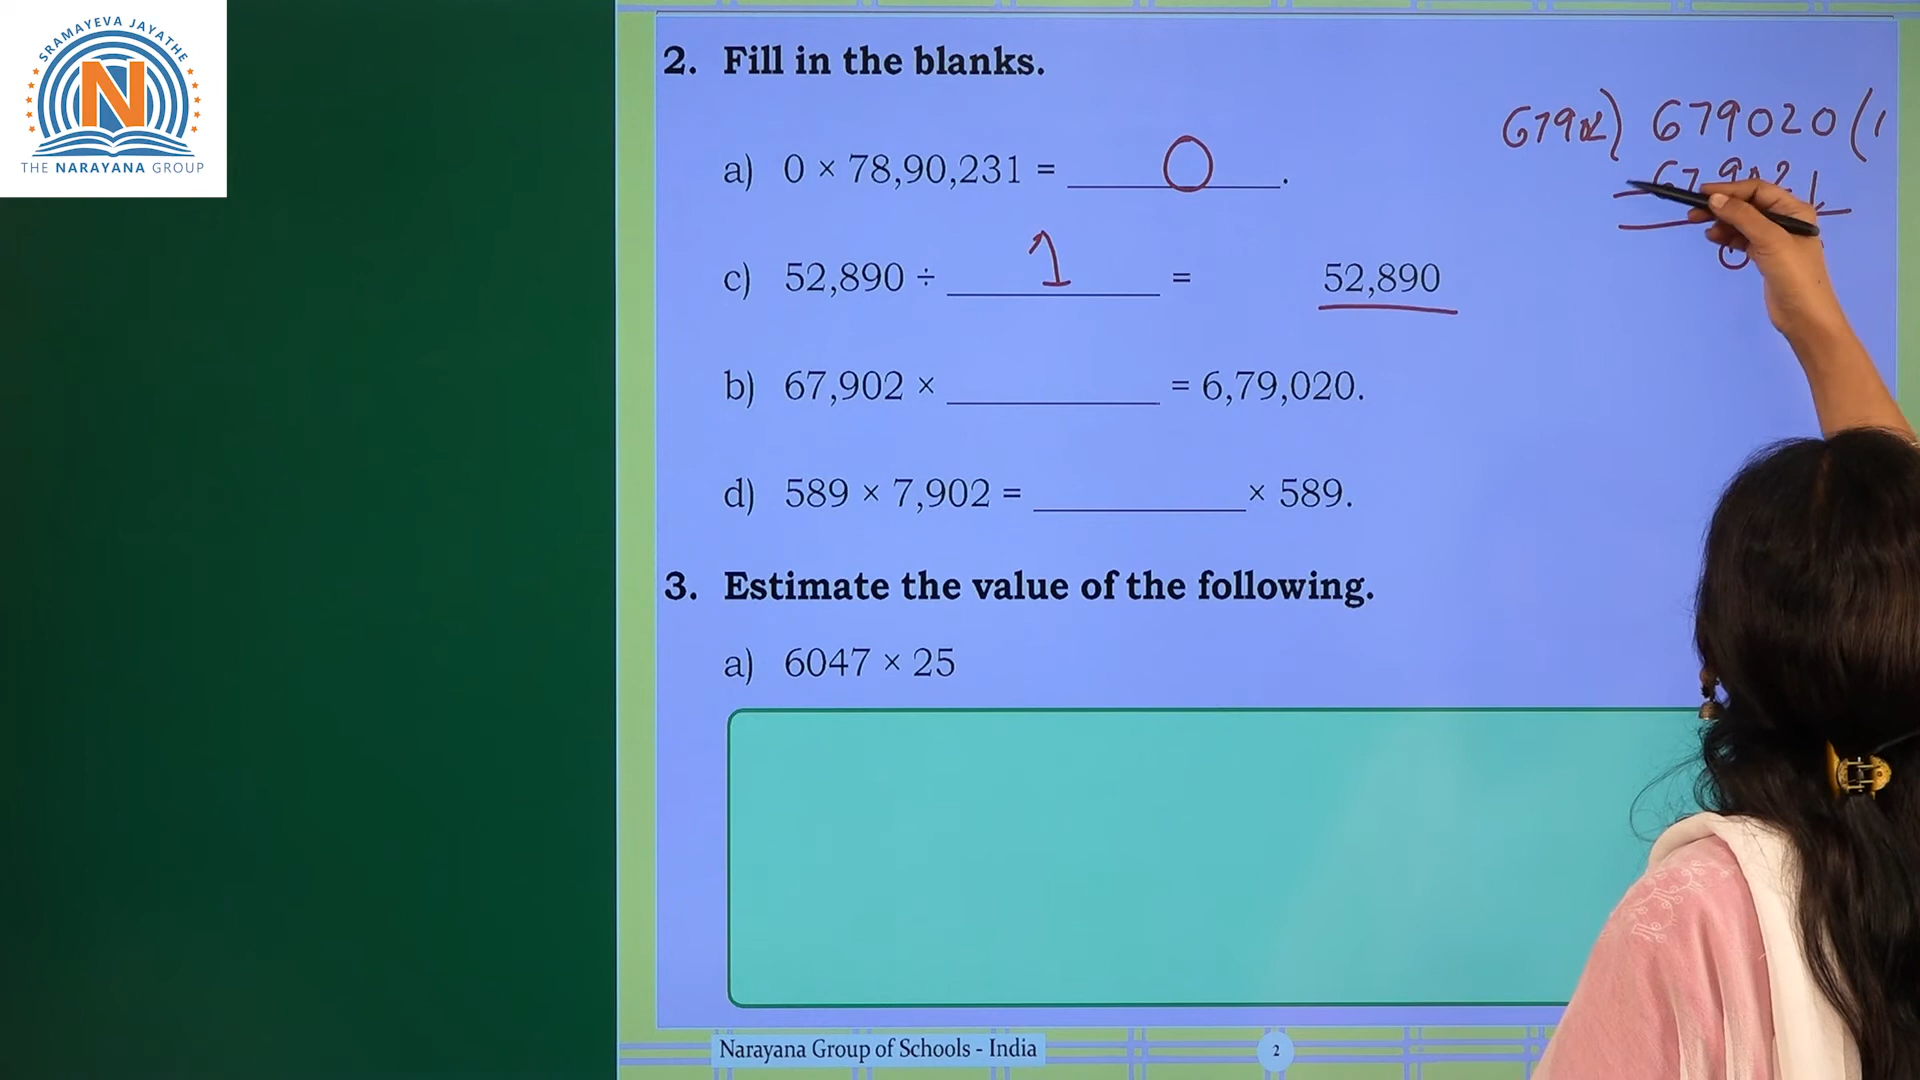 SRAMAYEVA JAYATHE
N
THE NARAYANA GROUP
2. Fill in the blanks.
a) 0 × 78,90,231 = 0.
c) 52,890 ÷ 1 = 52,890
b) 67,902 × = 6,79,020.
d) 589 × 7,902 = × 589.
679020 (1
3. Estimate the value of the following.
a) 6047 × 25
Narayana Group of Schools - India
2